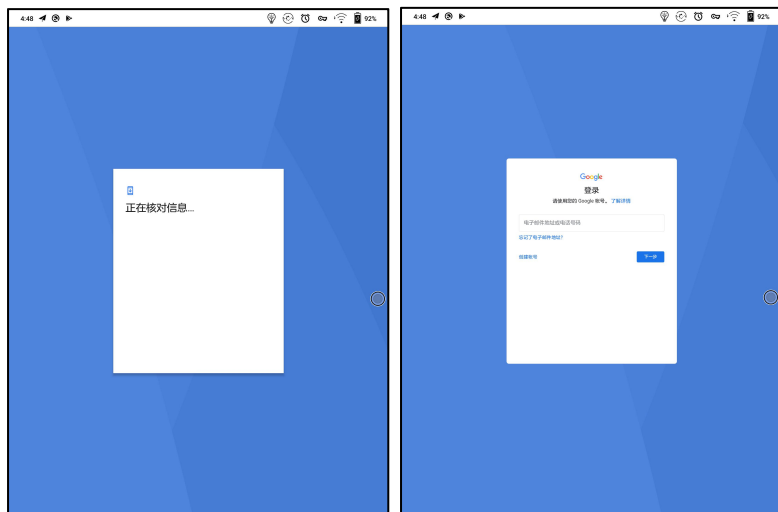 4:48
92%
正在核对信息...
4:48
92%
Google
登录
请使用您的 Google 账号。 了解详情
电子邮件地址或电话号码
忘记了电子邮件地址?
创建账号
下一步